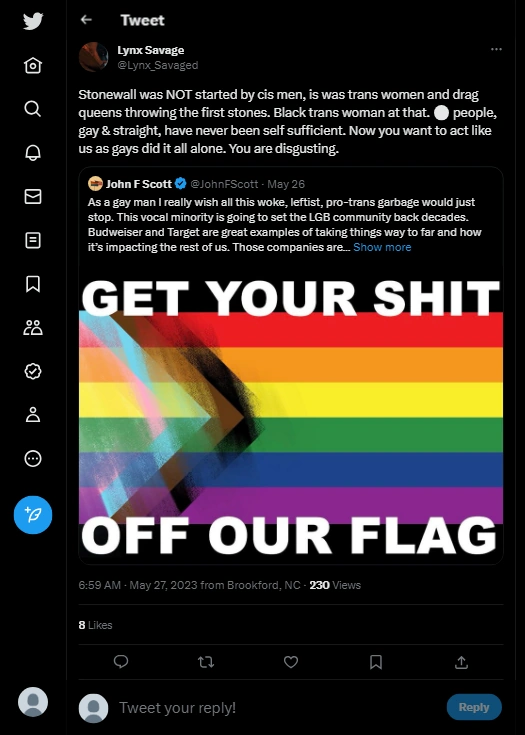 Tweet
Lynx Savage
@Lynx_Savaged
Stonewall was NOT started by cis men, is was trans women and drag
queens throwing the first stones. Black trans woman at that. ⚪ people,
gay & straight, have never been self sufficient. Now you want to act like
us as gays did it all alone. You are disgusting.
John F Scott @JohnFScott · May 26
As a gay man I really wish all this woke, leftist, pro-trans garbage would just
stop. This vocal minority is going to set the LGB community back decades.
Budweiser and Target are great examples of taking things way to far and how
it's impacting the rest of us. Those companies are... Show more
GET YOUR SHIT
OFF OUR FLAG
6:59 AM · May 27, 2023 from Brookford, NC · 230 Views
8 Likes
Tweet your reply!
Reply